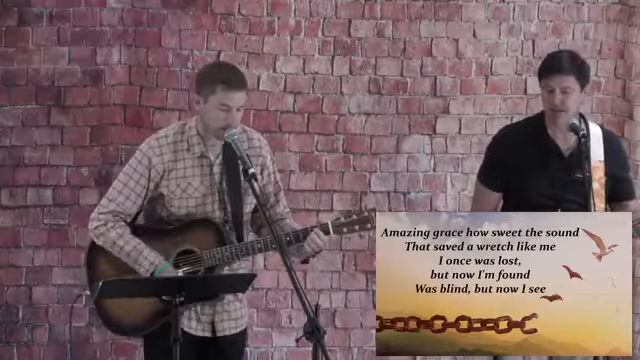 Amazing grace how sweet the sound
That saved a wretch like me
I once was lost,
but now I'm found
Was blind, but now I see